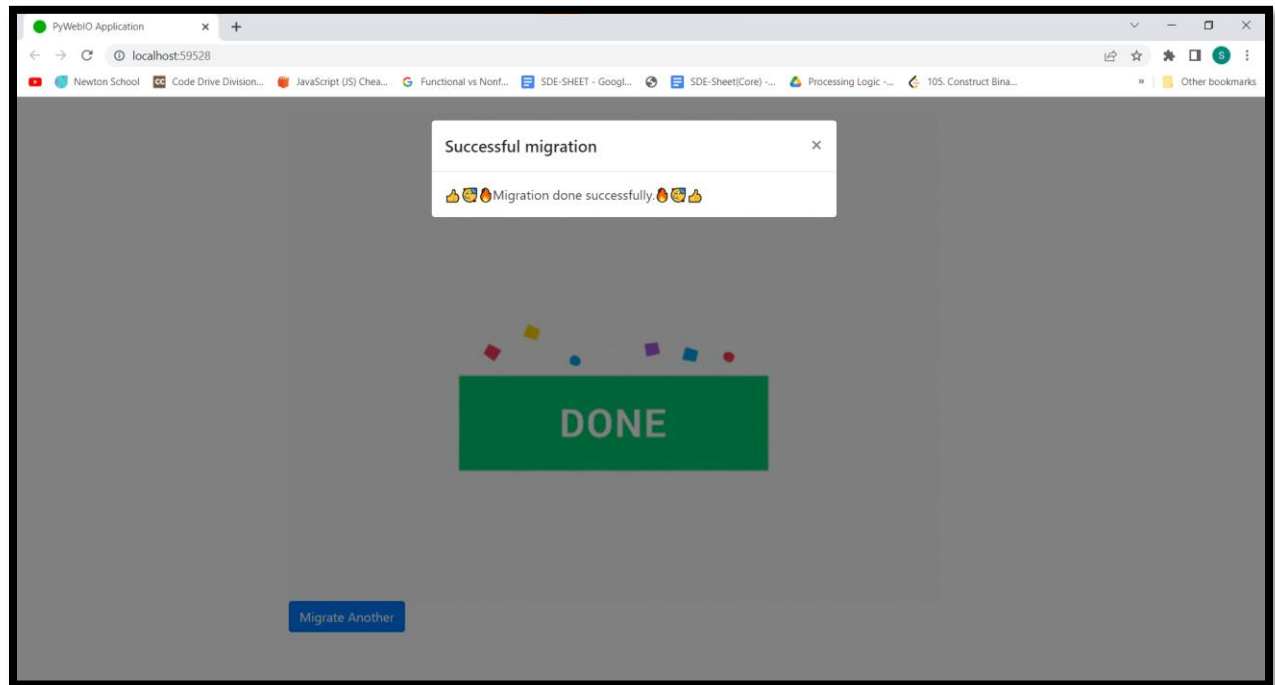 PyWebIO Application
localhost:59528
S
Newton School CC Code Drive Division... JavaScript (JS) Chea... G Functional vs Nonf... SDE-SHEET - Googl... SDE-Sheet(Core) -... Processing Logic -... 105. Construct Bina... » Other bookmarks
Successful migration ×
👍🥳🔥Migration done successfully.🔥🥳👍
DONE
Migrate Another